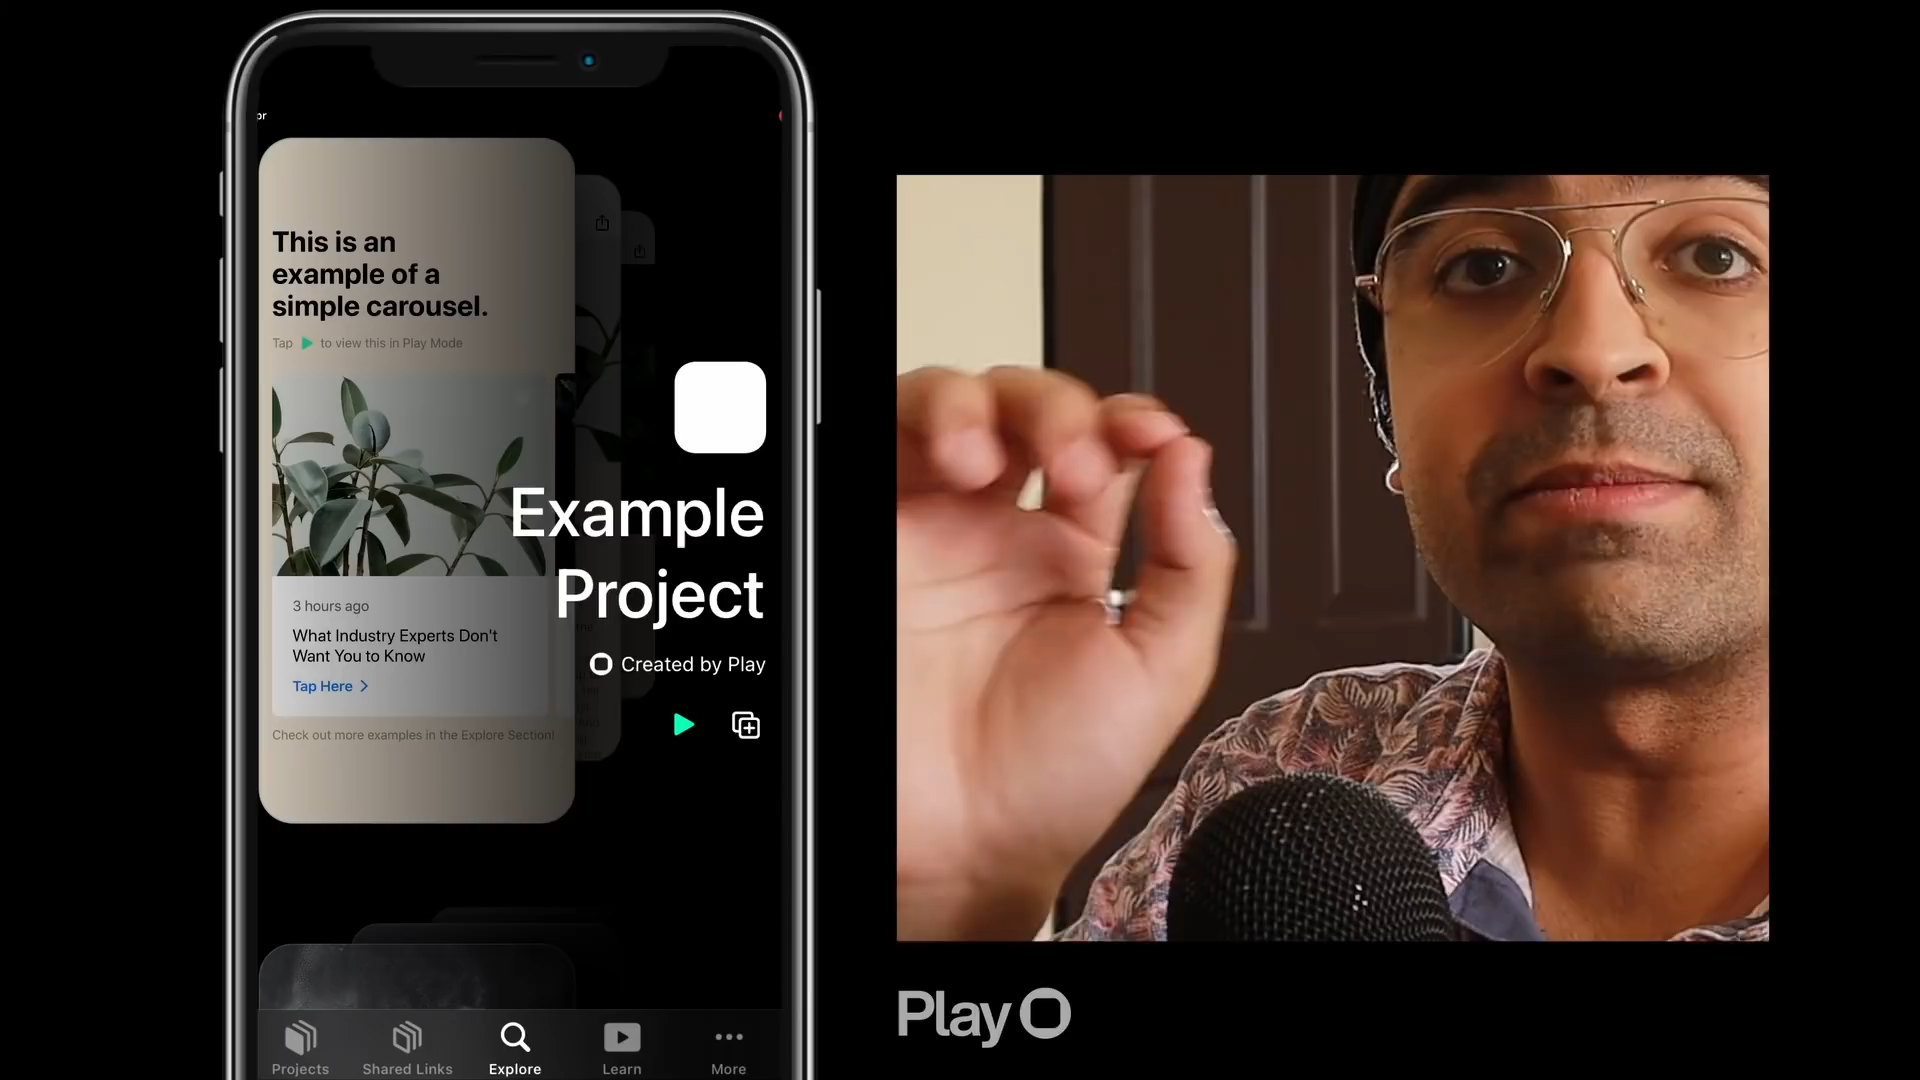 or
This is an
example of a
simple carousel.
Tap to view this in Play Mode
Example
Project
3 hours ago
What Industry Experts Don't
Want You to Know
Tap Here >
Created by Play
Check out more examples in the Explore Section!
Projects
Shared Links
Explore
Learn
More
Play